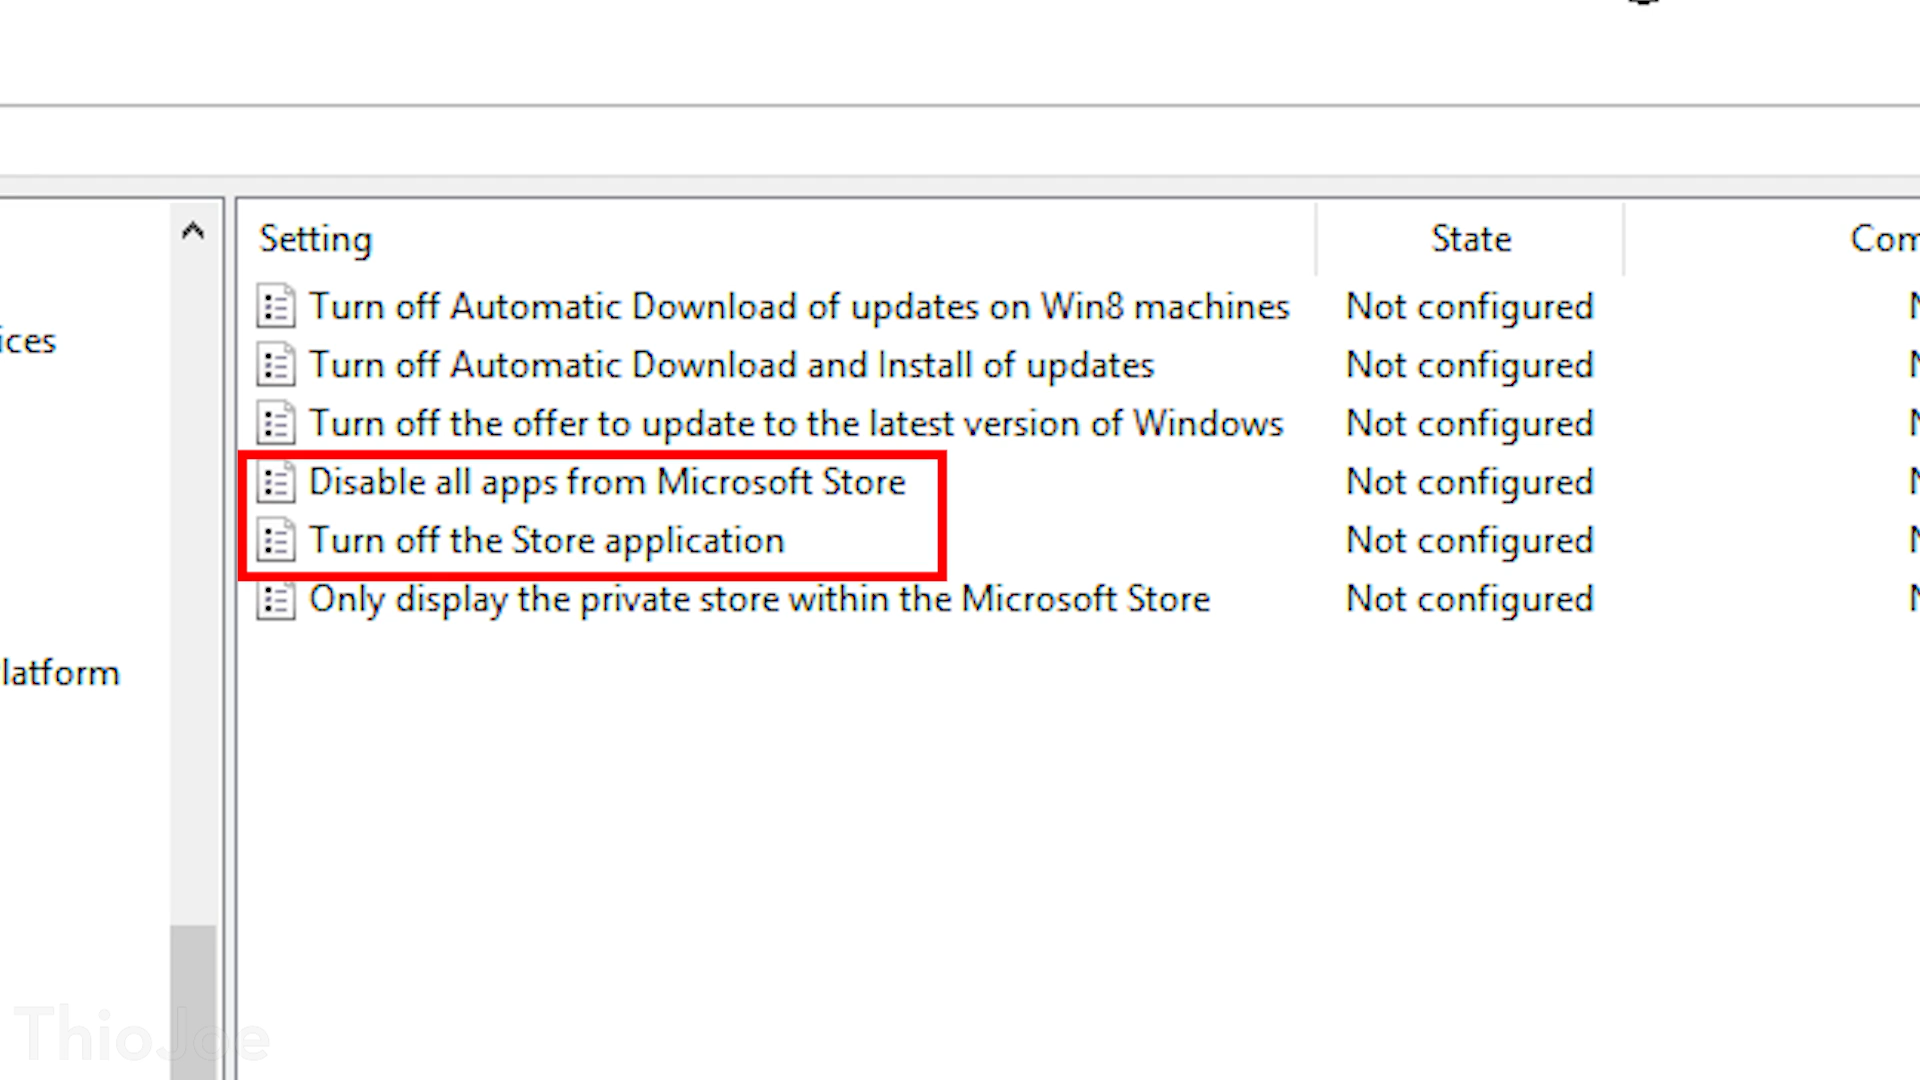 Setting State
Turn off Automatic Download of updates on Win8 machines Not configured
ices
Turn off Automatic Download and Install of updates Not configured
Turn off the offer to update to the latest version of Windows Not configured
Disable all apps from Microsoft Store Not configured
Turn off the Store application Not configured
Only display the private store within the Microsoft Store Not configured
latform
ThioJoe